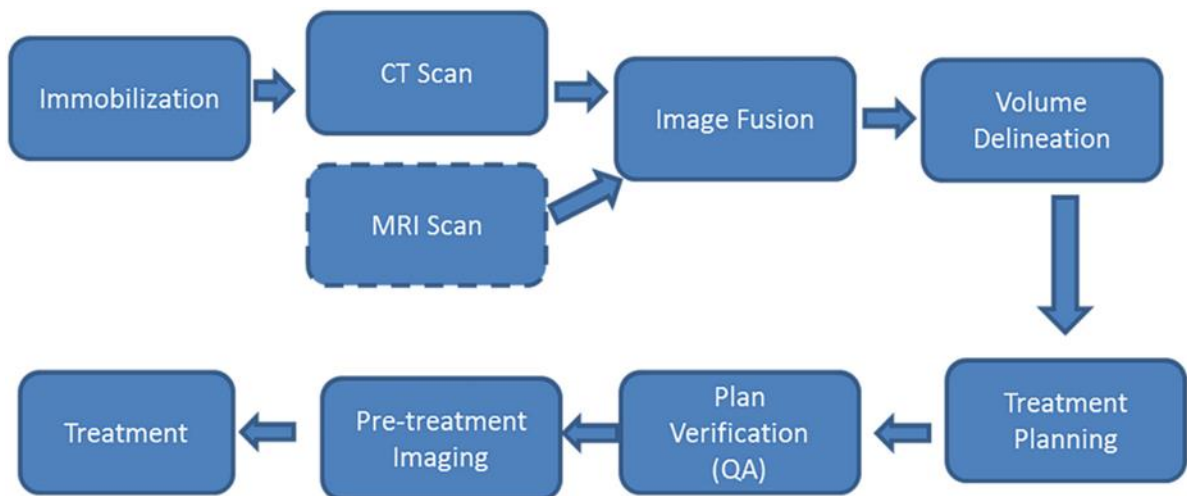 Immobilization
CT Scan
MRI Scan
Image Fusion
Volume
Delineation
Treatment
Planning
Plan
Verification
(QA)
Pre-treatment
Imaging
Treatment